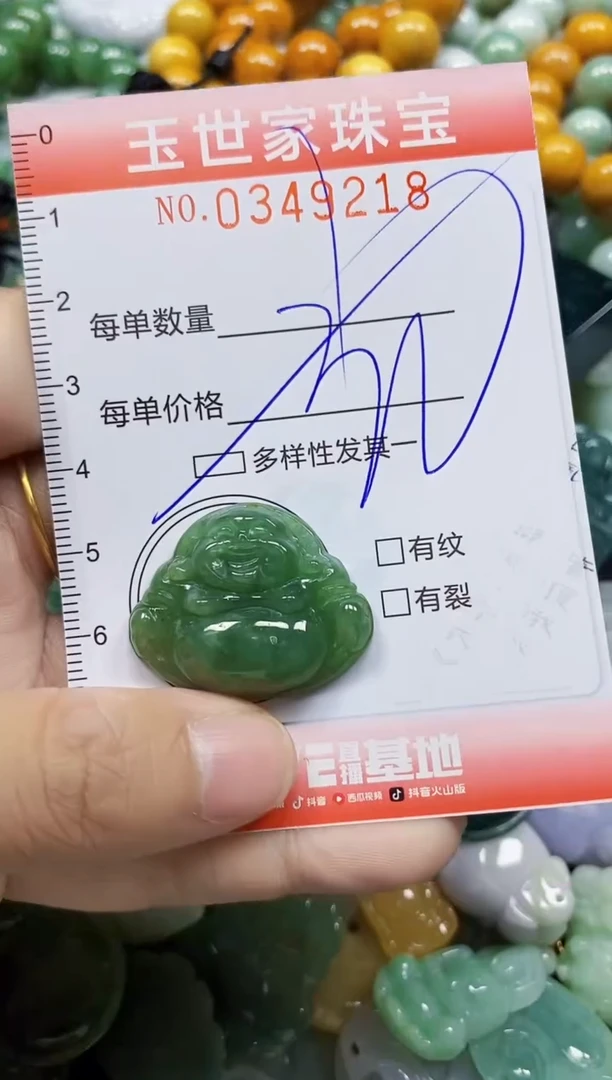 玉世家珠宝
NO.0349218
0
1
2
3
4
5
6
每单数量
每单价格
多样性发其一
有纹
有裂
直播基地
抖音 西瓜视频 抖音火山版